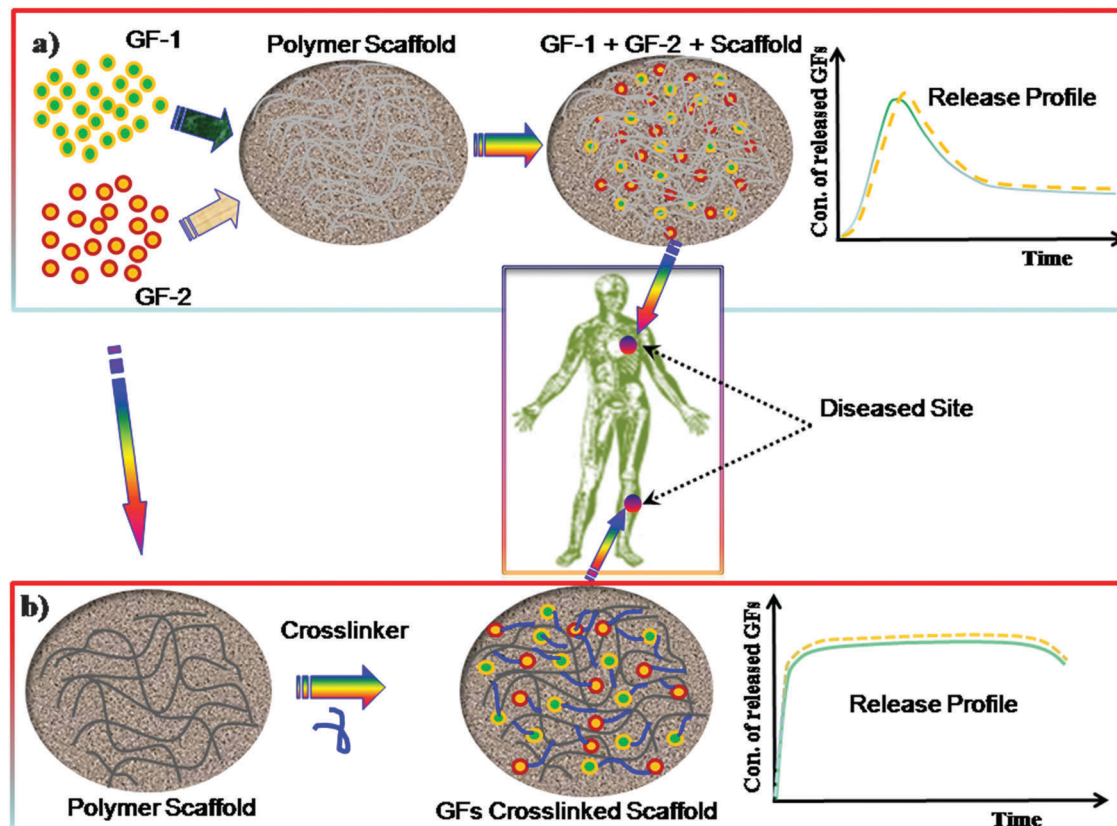 a)
GF-1
Polymer Scaffold
GF-1 + GF-2 + Scaffold
Con. of released GFs
Release Profile
Time
GF-2
Diseased Site
b)
Crosslinker
Polymer Scaffold
GFs Crosslinked Scaffold
Con. of released GFs
Release Profile
Time